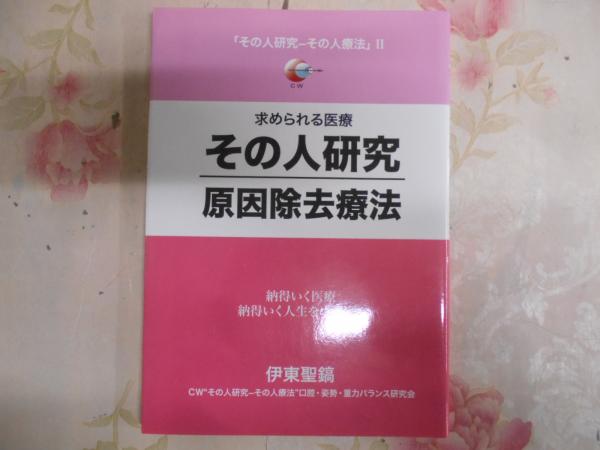 「その人研究−その人療法」II
CW
求められる医療
その人研究
原因除去療法
納得いく医療
納得いく人生を
伊東聖鎬
CW"その人研究−その人療法"口腔・姿勢・重力バランス研究会